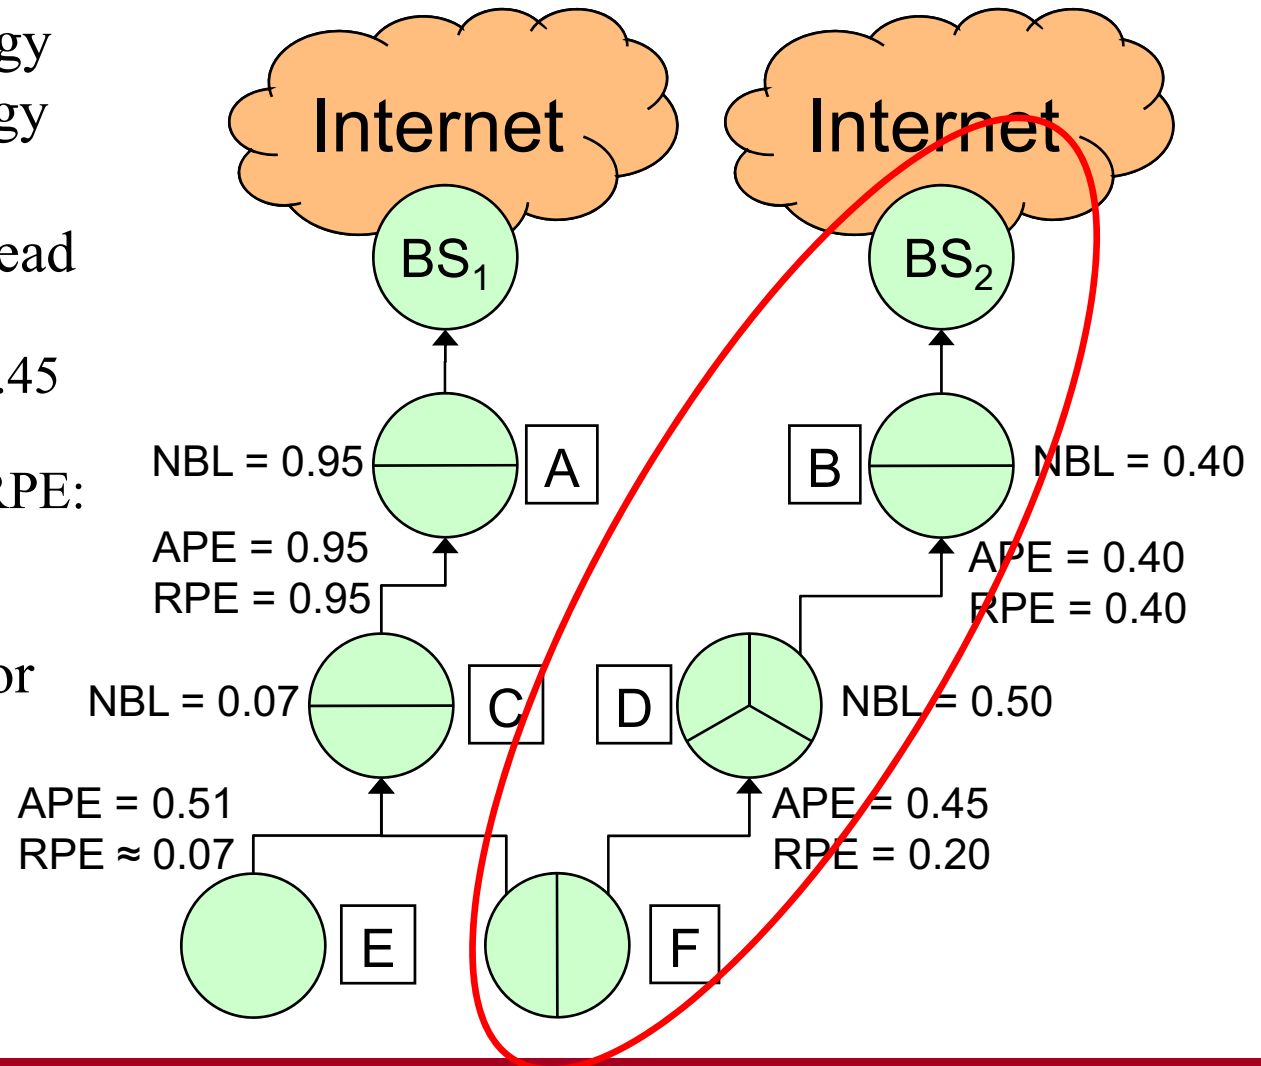 gy
gy
ead
.45
RPE:
or
Internet
Internet
BS1
BS2
NBL = 0.95
A
B
NBL = 0.40
APE = 0.95
RPE = 0.95
APE = 0.40
RPE = 0.40
NBL = 0.07
C
D
NBL = 0.50
APE = 0.51
RPE ≈ 0.07
APE = 0.45
RPE = 0.20
E
F